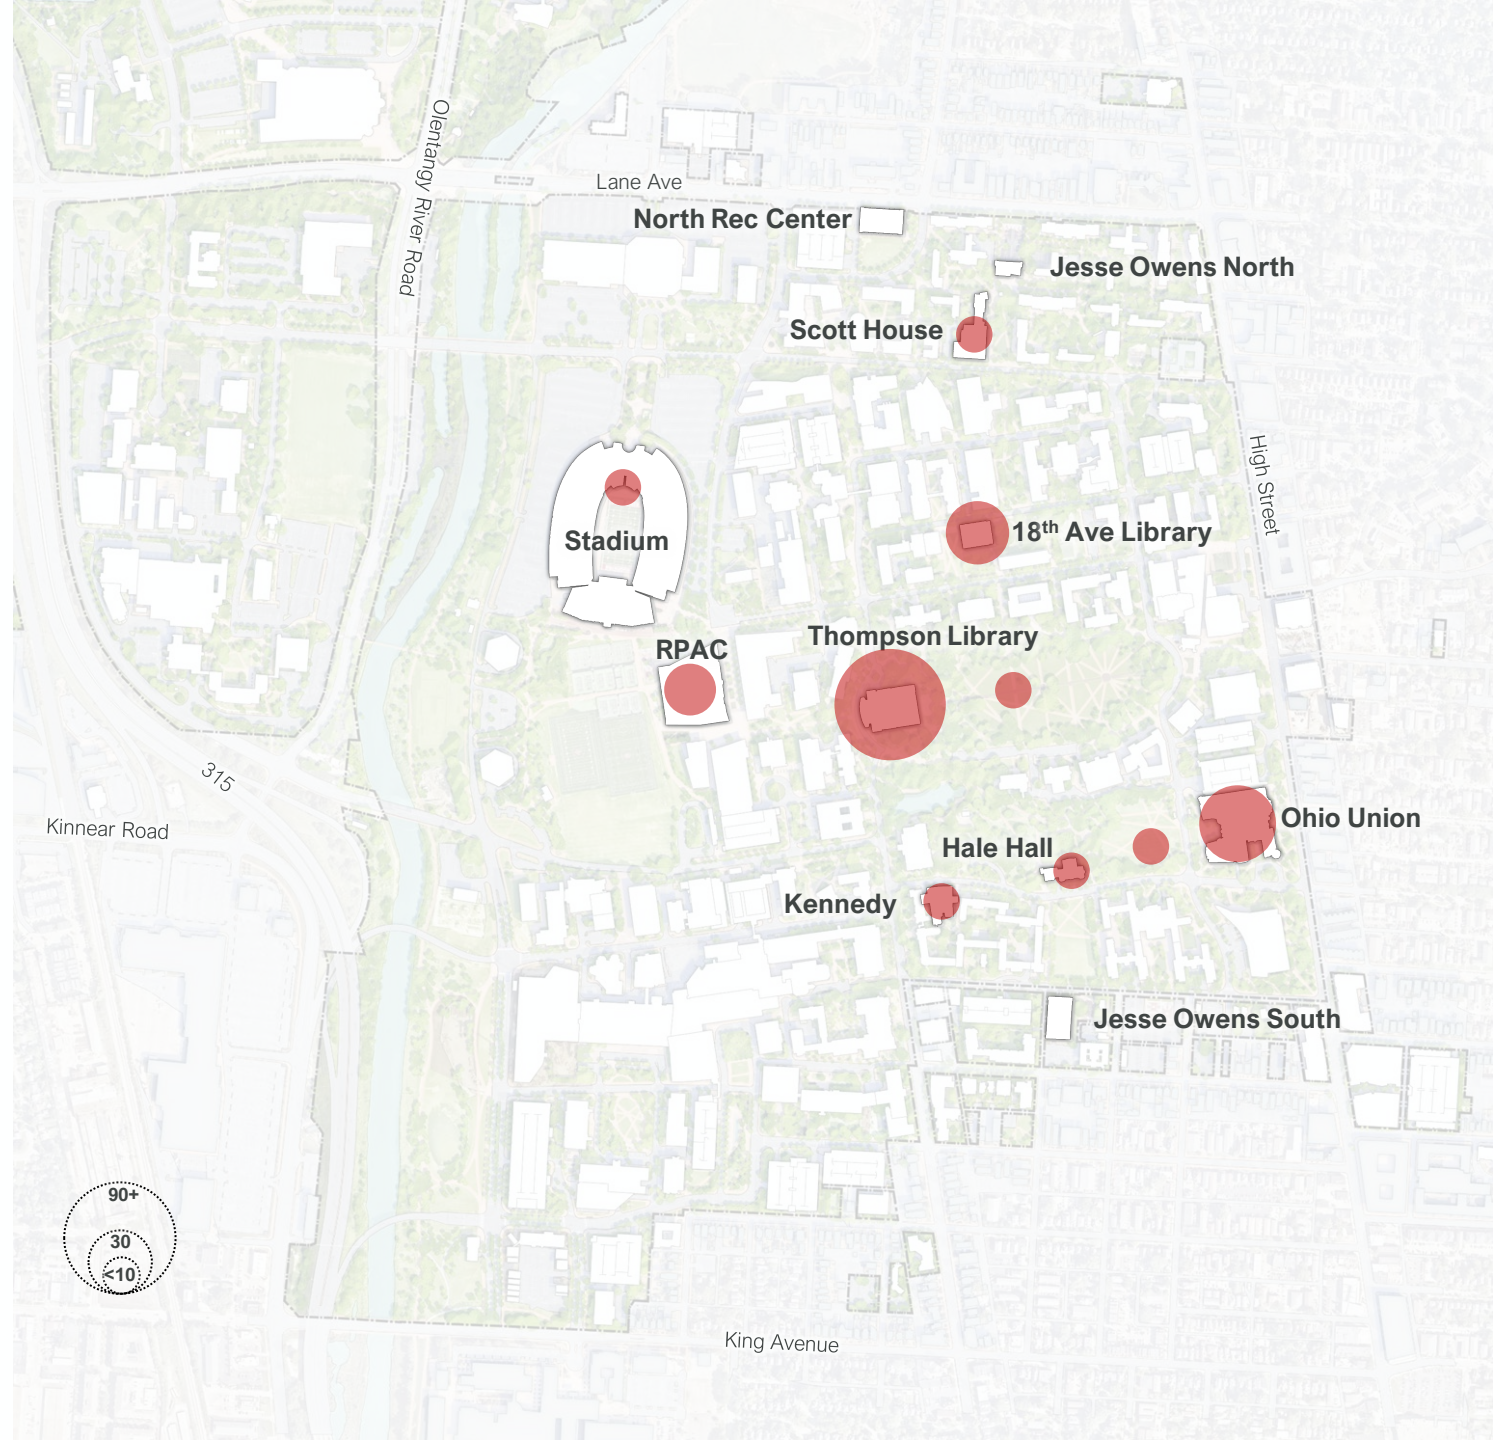 Olentangy River Road
Lane Ave
North Rec Center
Jesse Owens North
Scott House
High Street
18th Ave Library
Stadium
Thompson Library
RPAC
315
Kinnear Road
Ohio Union
Hale Hall
Kennedy
Jesse Owens South
90+
30
<10
King Avenue